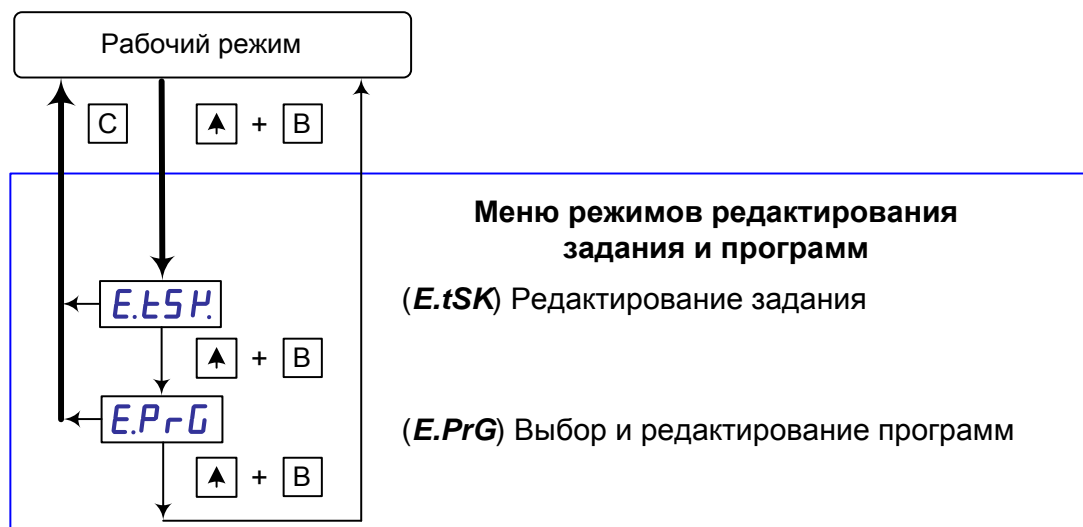 Рабочий режим
C + B
Меню режимов редактирования
задания и программ
E.tSK.
(E.tSK) Редактирование задания
+ B
E.PrG
(E.PrG) Выбор и редактирование программ
+ B